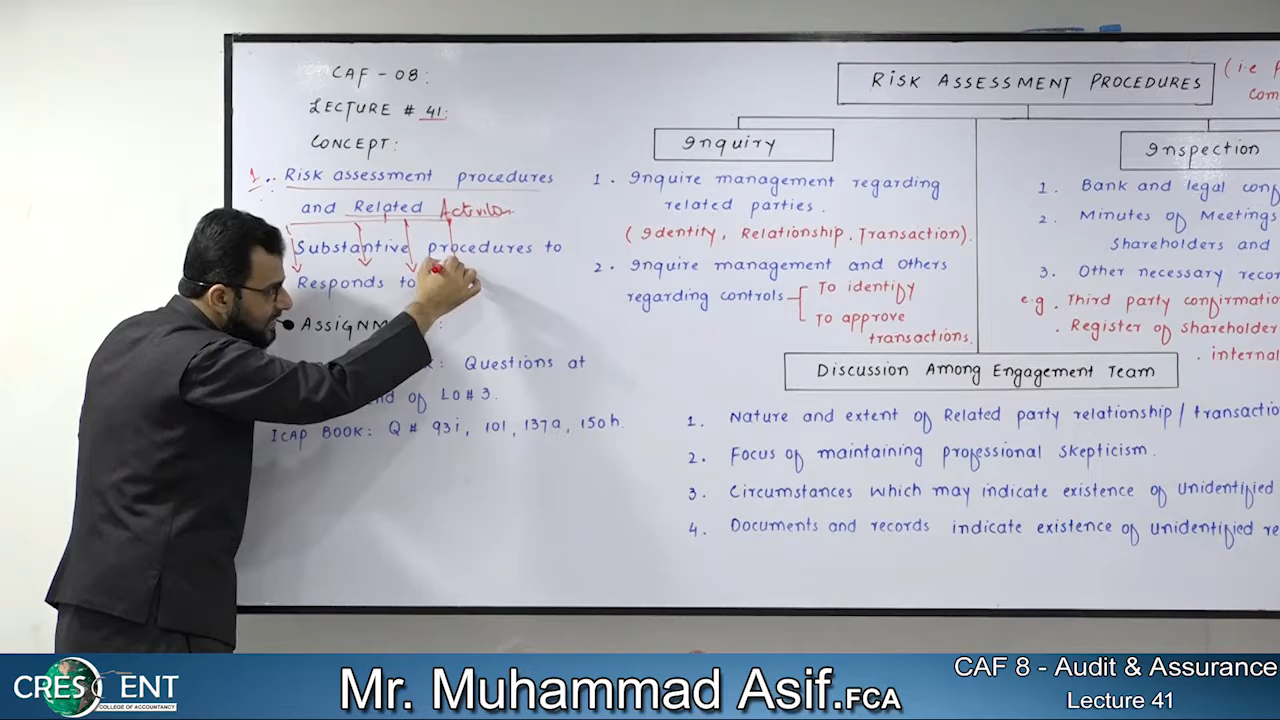 CAF - 08:
LECTURE # 41:
CONCEPT:
1. Risk assessment procedures
and Related
Substantive procedures to
Responds to
ASSIGNM
: Questions at
nd of LO# 3.
ICAP BOOK: Q # 93i, 101, 137a, 150h.
RISK ASSESSMENT PROCEDURES
(i.e
com
Inquiry
1. Inquire management regarding
related parties.
(Identity, Relationship, Transaction).
2. Inquire management and others
regarding controls
To identify
To approve
transactions.
Inspection
1. Bank and legal conf
2. Minutes of Meetings
Shareholders and
3. Other necessary recor
e.g. Third party confirmatio
. Register of shareholder
. internal
Discussion Among Engagement Team
1. Nature and extent of Related party relationship/transactio
2. Focus of maintaining professional skepticism.
3. Circumstances which may indicate existence of unidentified
4. Documents and records indicate existence of unidentified re
CRESCENT
COLLEGE OF ACCOUNTANCY
Mr. Muhammad Asif.FCA
CAF 8 - Audit & Assurance
Lecture 41